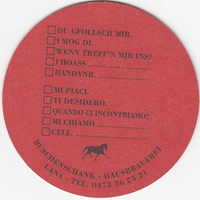 DU GFOLLSCH MIR.
I MOG DI.
WENN TREFF'N MIR INS?
I HOASS
HANDYNR.
MI PIACI.
TI DESIDERO.
QUANDO CI INCONTRIAMO?
MI CHIAMO
CELL.
BUSCHENSCHANK - HAUSBRAUEREI
LANA - TEL. 0473 56 25 21